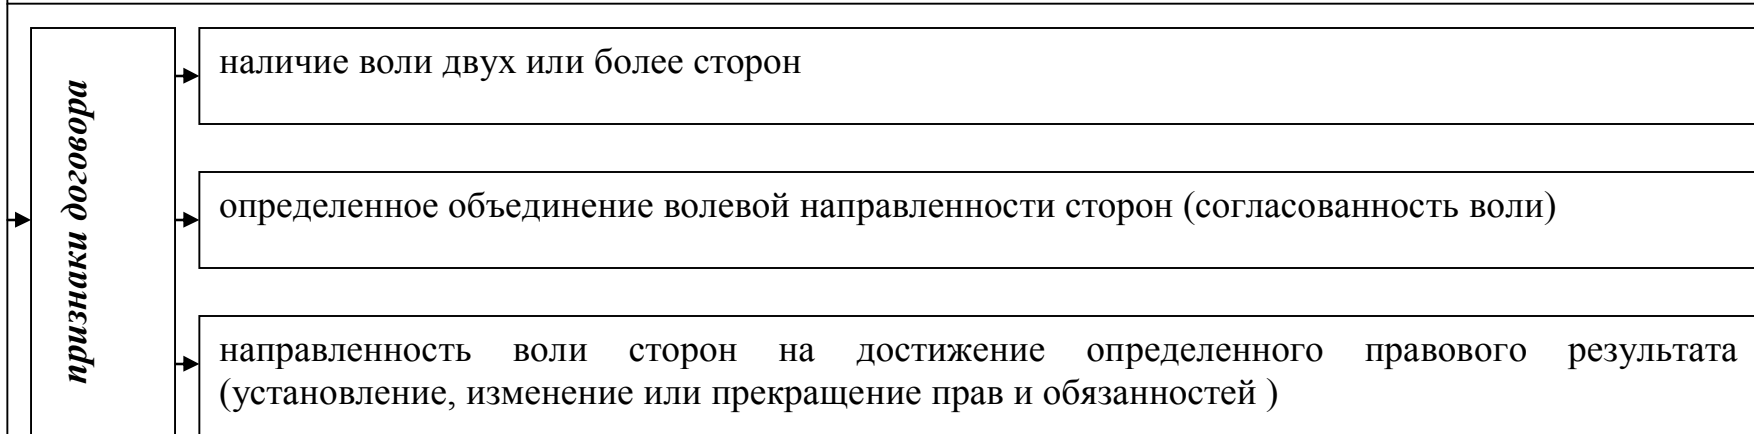 признаки договора
наличие воли двух или более сторон
определенное объединение волевой направленности сторон (согласованность воли)
направленность воли сторон на достижение определенного правового результата
(установление, изменение или прекращение прав и обязанностей )